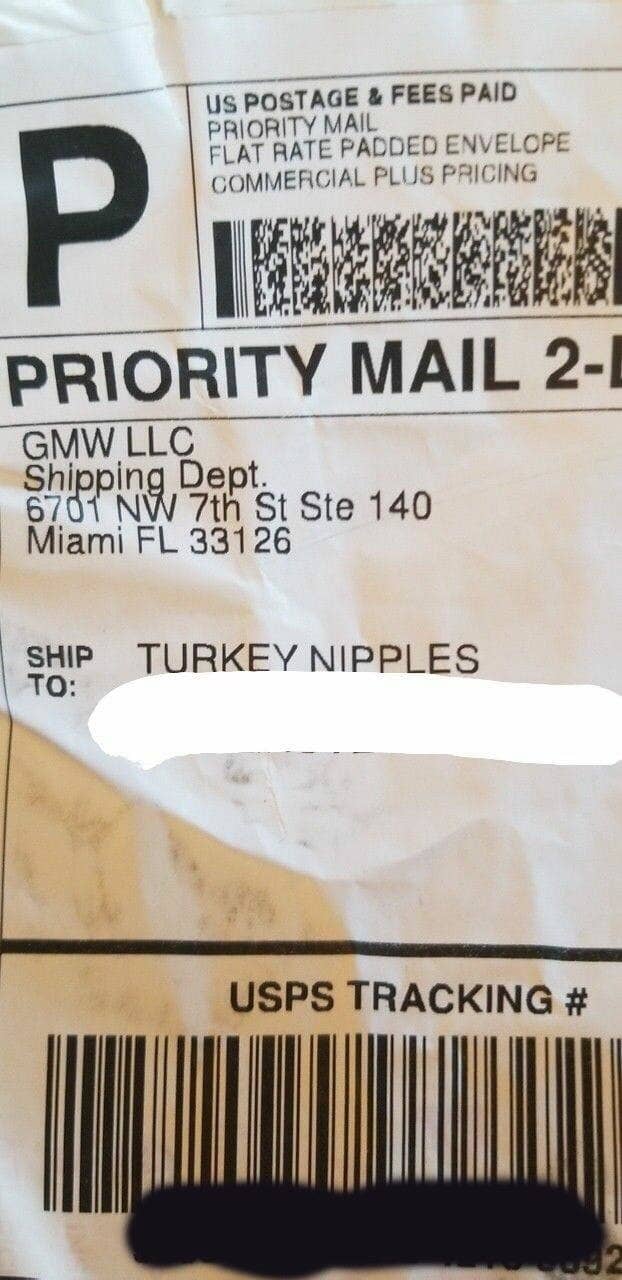 P
US POSTAGE & FEES PAID
PRIORITY MAIL
FLAT RATE PADDED ENVELOPE
COMMERCIAL PLUS PRICING
PRIORITY MAIL 2-
GMW LLC
Shipping Dept.
6701 NW 7th St Ste 140
Miami FL 33126
SHIP TO: TURKEY NIPPLES
USPS TRACKING #